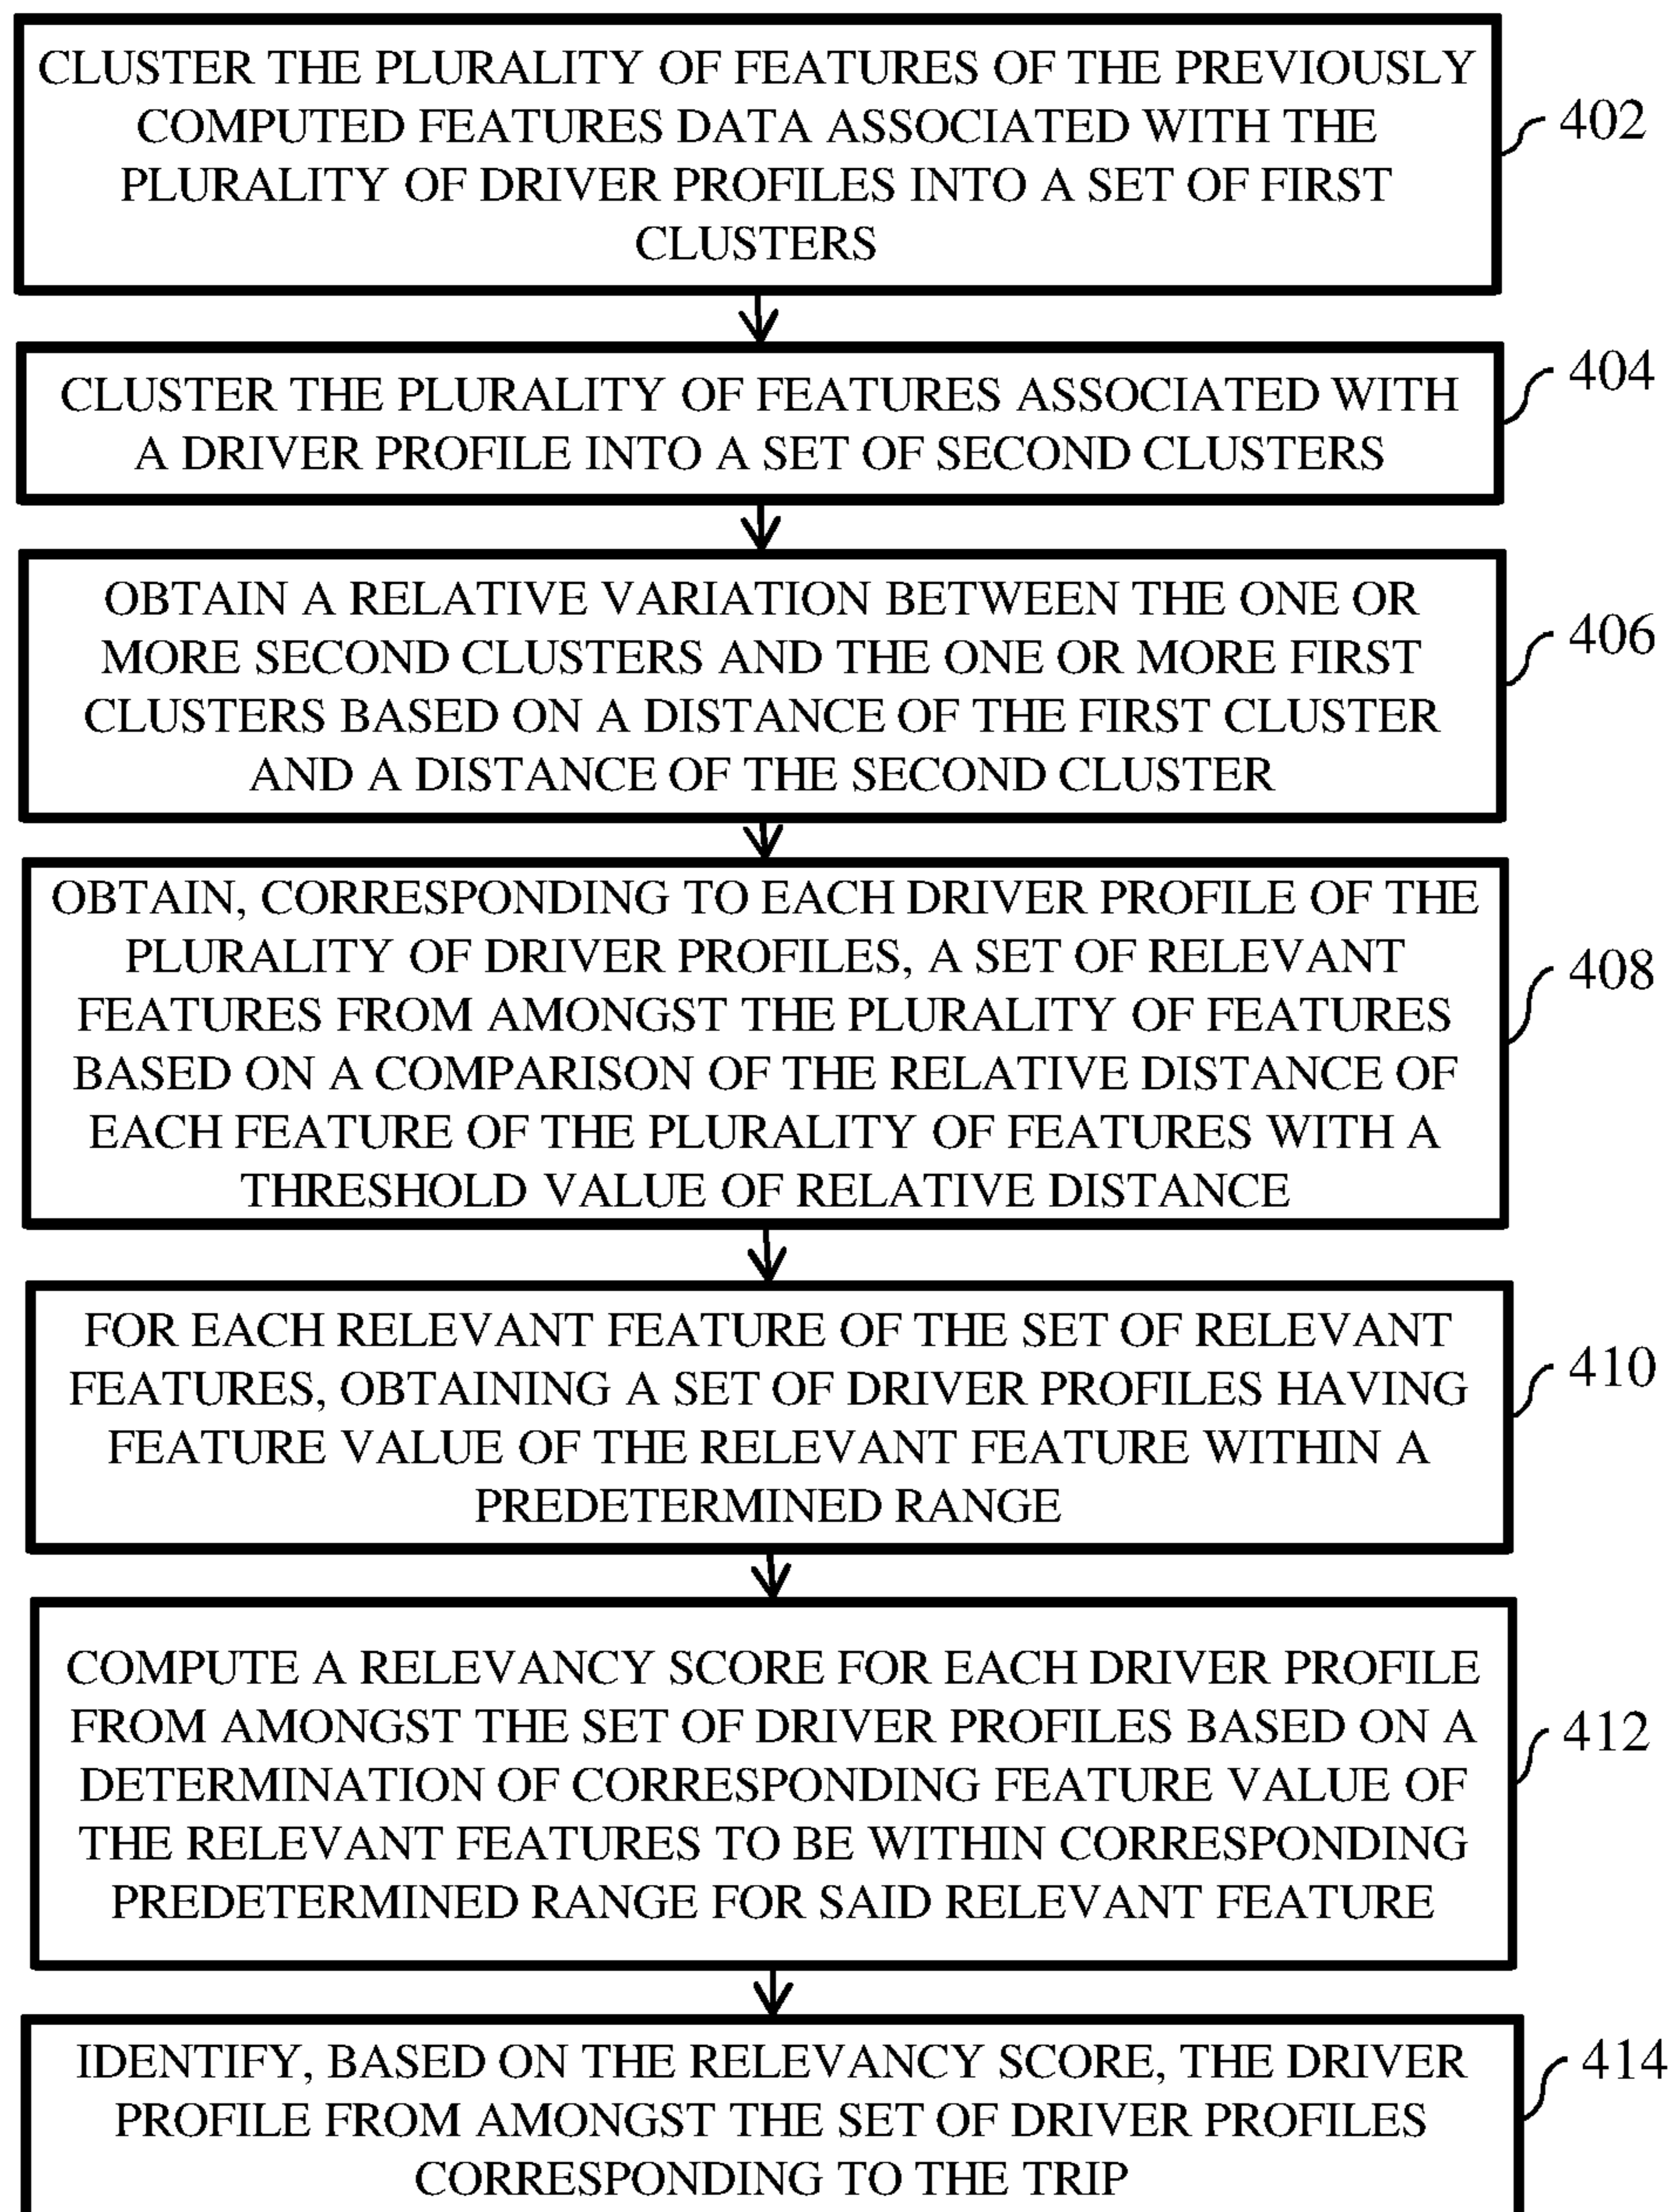 CLUSTER THE PLURALITY OF FEATURES OF THE PREVIOUSLY
COMPUTED FEATURES DATA ASSOCIATED WITH THE
PLURALITY OF DRIVER PROFILES INTO A SET OF FIRST
CLUSTERS
402
CLUSTER THE PLURALITY OF FEATURES ASSOCIATED WITH
A DRIVER PROFILE INTO A SET OF SECOND CLUSTERS
404
OBTAIN A RELATIVE VARIATION BETWEEN THE ONE OR
MORE SECOND CLUSTERS AND THE ONE OR MORE FIRST
CLUSTERS BASED ON A DISTANCE OF THE FIRST CLUSTER
AND A DISTANCE OF THE SECOND CLUSTER
406
OBTAIN, CORRESPONDING TO EACH DRIVER PROFILE OF THE
PLURALITY OF DRIVER PROFILES, A SET OF RELEVANT
FEATURES FROM AMONGST THE PLURALITY OF FEATURES
BASED ON A COMPARISON OF THE RELATIVE DISTANCE OF
EACH FEATURE OF THE PLURALITY OF FEATURES WITH A
THRESHOLD VALUE OF RELATIVE DISTANCE
408
FOR EACH RELEVANT FEATURE OF THE SET OF RELEVANT
FEATURES, OBTAINING A SET OF DRIVER PROFILES HAVING
FEATURE VALUE OF THE RELEVANT FEATURE WITHIN A
PREDETERMINED RANGE
410
COMPUTE A RELEVANCY SCORE FOR EACH DRIVER PROFILE
FROM AMONGST THE SET OF DRIVER PROFILES BASED ON A
DETERMINATION OF CORRESPONDING FEATURE VALUE OF
THE RELEVANT FEATURES TO BE WITHIN CORRESPONDING
PREDETERMINED RANGE FOR SAID RELEVANT FEATURE
412
IDENTIFY, BASED ON THE RELEVANCY SCORE, THE DRIVER
PROFILE FROM AMONGST THE SET OF DRIVER PROFILES
CORRESPONDING TO THE TRIP
414